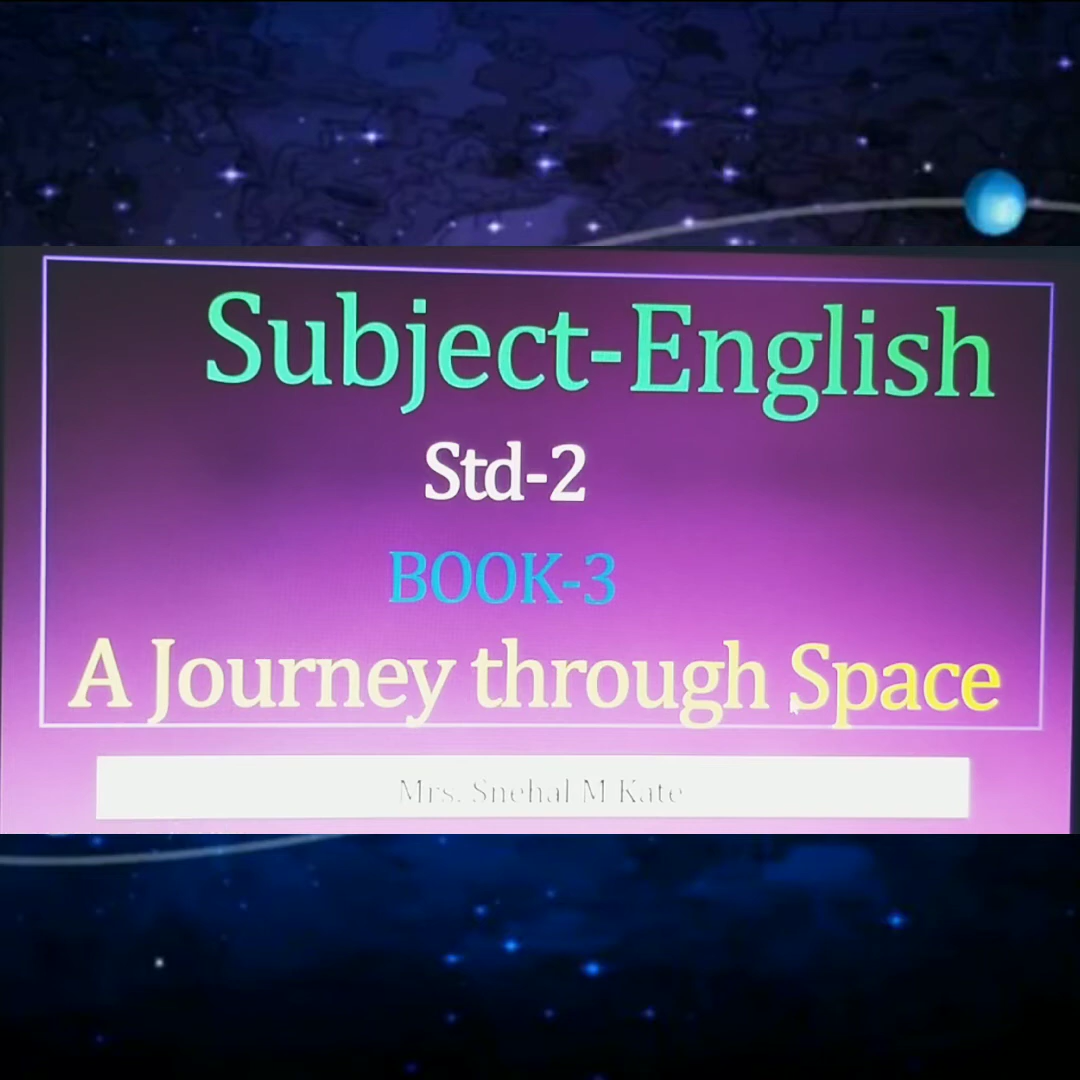 Subject-English
Std-2
BOOK-3
A Journey through Space
Mrs. Snehal M Kate